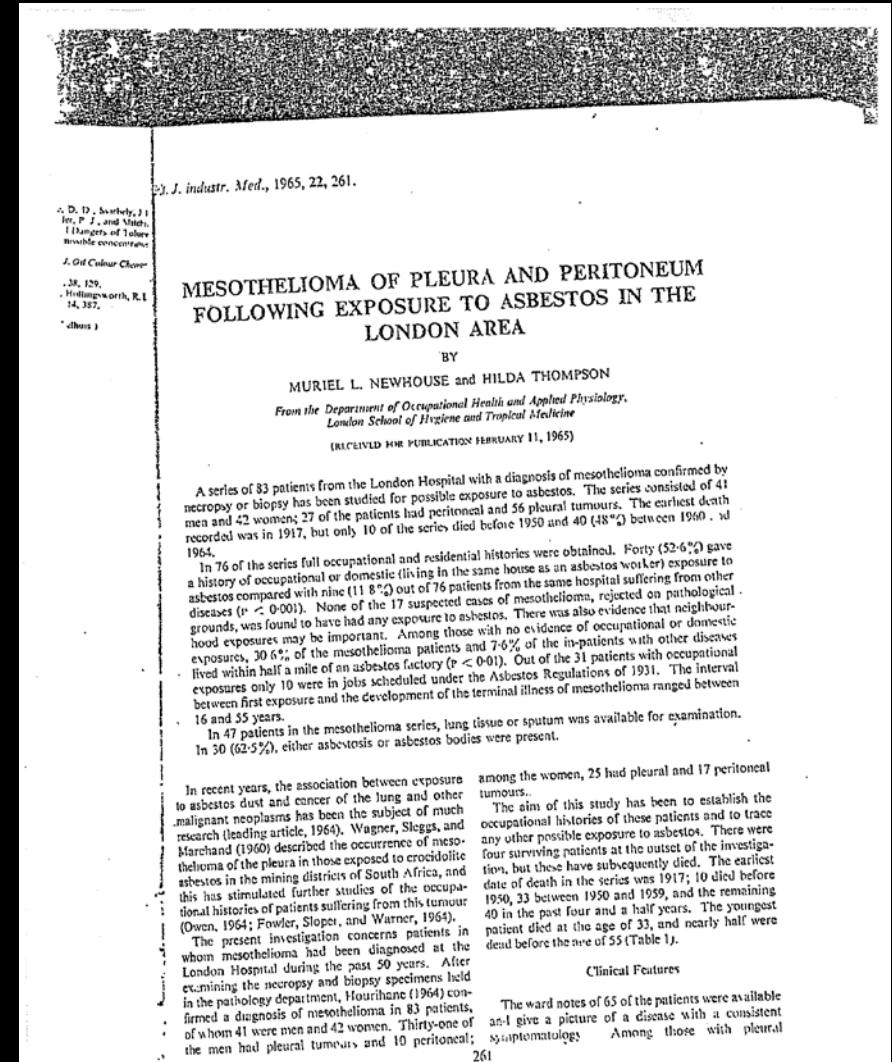 J. industr. Med., 1965, 22, 261.
D. D., J
P. J., and
Dangers of
J. Oil Colour
38, 129.
Hollingsworth, R. L
14, 387.
MESOTHELIOMA OF PLEURA AND PERITONEUM
FOLLOWING EXPOSURE TO ASBESTOS IN THE
LONDON AREA
BY
MURIEL L. NEWHOUSE and HILDA THOMPSON
From the Department of Occupational Health and Applied Physiology,
London School of Hygiene and Tropical Medicine
(RECEIVED FOR PUBLICATION FEBRUARY 11, 1965)
A series of 83 patients from the London Hospital with a diagnosis of mesothelioma confirmed by
necropsy or biopsy has been studied for possible exposure to asbestos. The series consisted of 41
men and 42 women; 27 of the patients had peritoneal and 56 pleural tumours. The earliest death
recorded was in 1917, but only 10 of the series died before 1950 and 40 (48%) between 1960
1964.
In 76 of the series full occupational and residential histories were obtained. Forty (52·6%) gave
a history of occupational or domestic (living in the same house as an asbestos worker) exposure to
asbestos compared with nine (11 8%) out of 76 patients from the same hospital suffering from other
diseases (P < 0·001). None of the 17 suspected cases of mesothelioma, rejected on pathological
grounds, was found to have had any exposure to asbestos. There was also evidence that neighbour-
hood exposures may be important. Among those with no evidence of occupational or domestic
exposures, 30 6% of the mesothelioma patients and 7·6% of the in-patients with other diseases
lived within half a mile of an asbestos factory (P < 0·01). Out of the 31 patients with occupational
exposures only 10 were in jobs scheduled under the Asbestos Regulations of 1931. The interval
between first exposure and the development of the terminal illness of mesothelioma ranged between
16 and 55 years.
In 47 patients in the mesothelioma series, lung tissue or sputum was available for examination.
In 30 (62·5%), either asbestosis or asbestos bodies were present.
In recent years, the association between exposure
to asbestos dust and cancer of the lung and other
malignant neoplasms has been the subject of much
research (leading article, 1964). Wagner, Sleggs, and
Marchand (1960) described the occurrence of meso-
thelioma of the pleura in those exposed to crocidolite
asbestos in the mining districts of South Africa, and
this has stimulated further studies of the occupa-
tional histories of patients suffering from this tumour
(Owen, 1964; Fowler, Sloper, and Warner, 1964).
The present investigation concerns patients in
whom mesothelioma had been diagnosed at the
London Hospital during the past 50 years. After
examining the necropsy and biopsy specimens held
in the pathology department, Hourihane (1964) con-
firmed a diagnosis of mesothelioma in 83 patients,
of whom 41 were men and 42 women. Thirty-one of
the men had pleural tumours and 10 peritoneal;
among the women, 25 had pleural and 17 peritoneal
tumours.
The aim of this study has been to establish the
occupational histories of these patients and to trace
any other possible exposure to asbestos. There were
four surviving patients at the outset of the investiga-
tion, but these have subsequently died. The earliest
date of death in the series was 1917; 10 died before
1950, 33 between 1950 and 1959, and the remaining
40 in the past four and a half years. The youngest
patient died at the age of 33, and nearly half were
dead before the age of 55 (Table 1).
Clinical Features
The ward notes of 65 of the patients were available
and give a picture of a disease with a consistent
symptomatology Among those with pleural
261